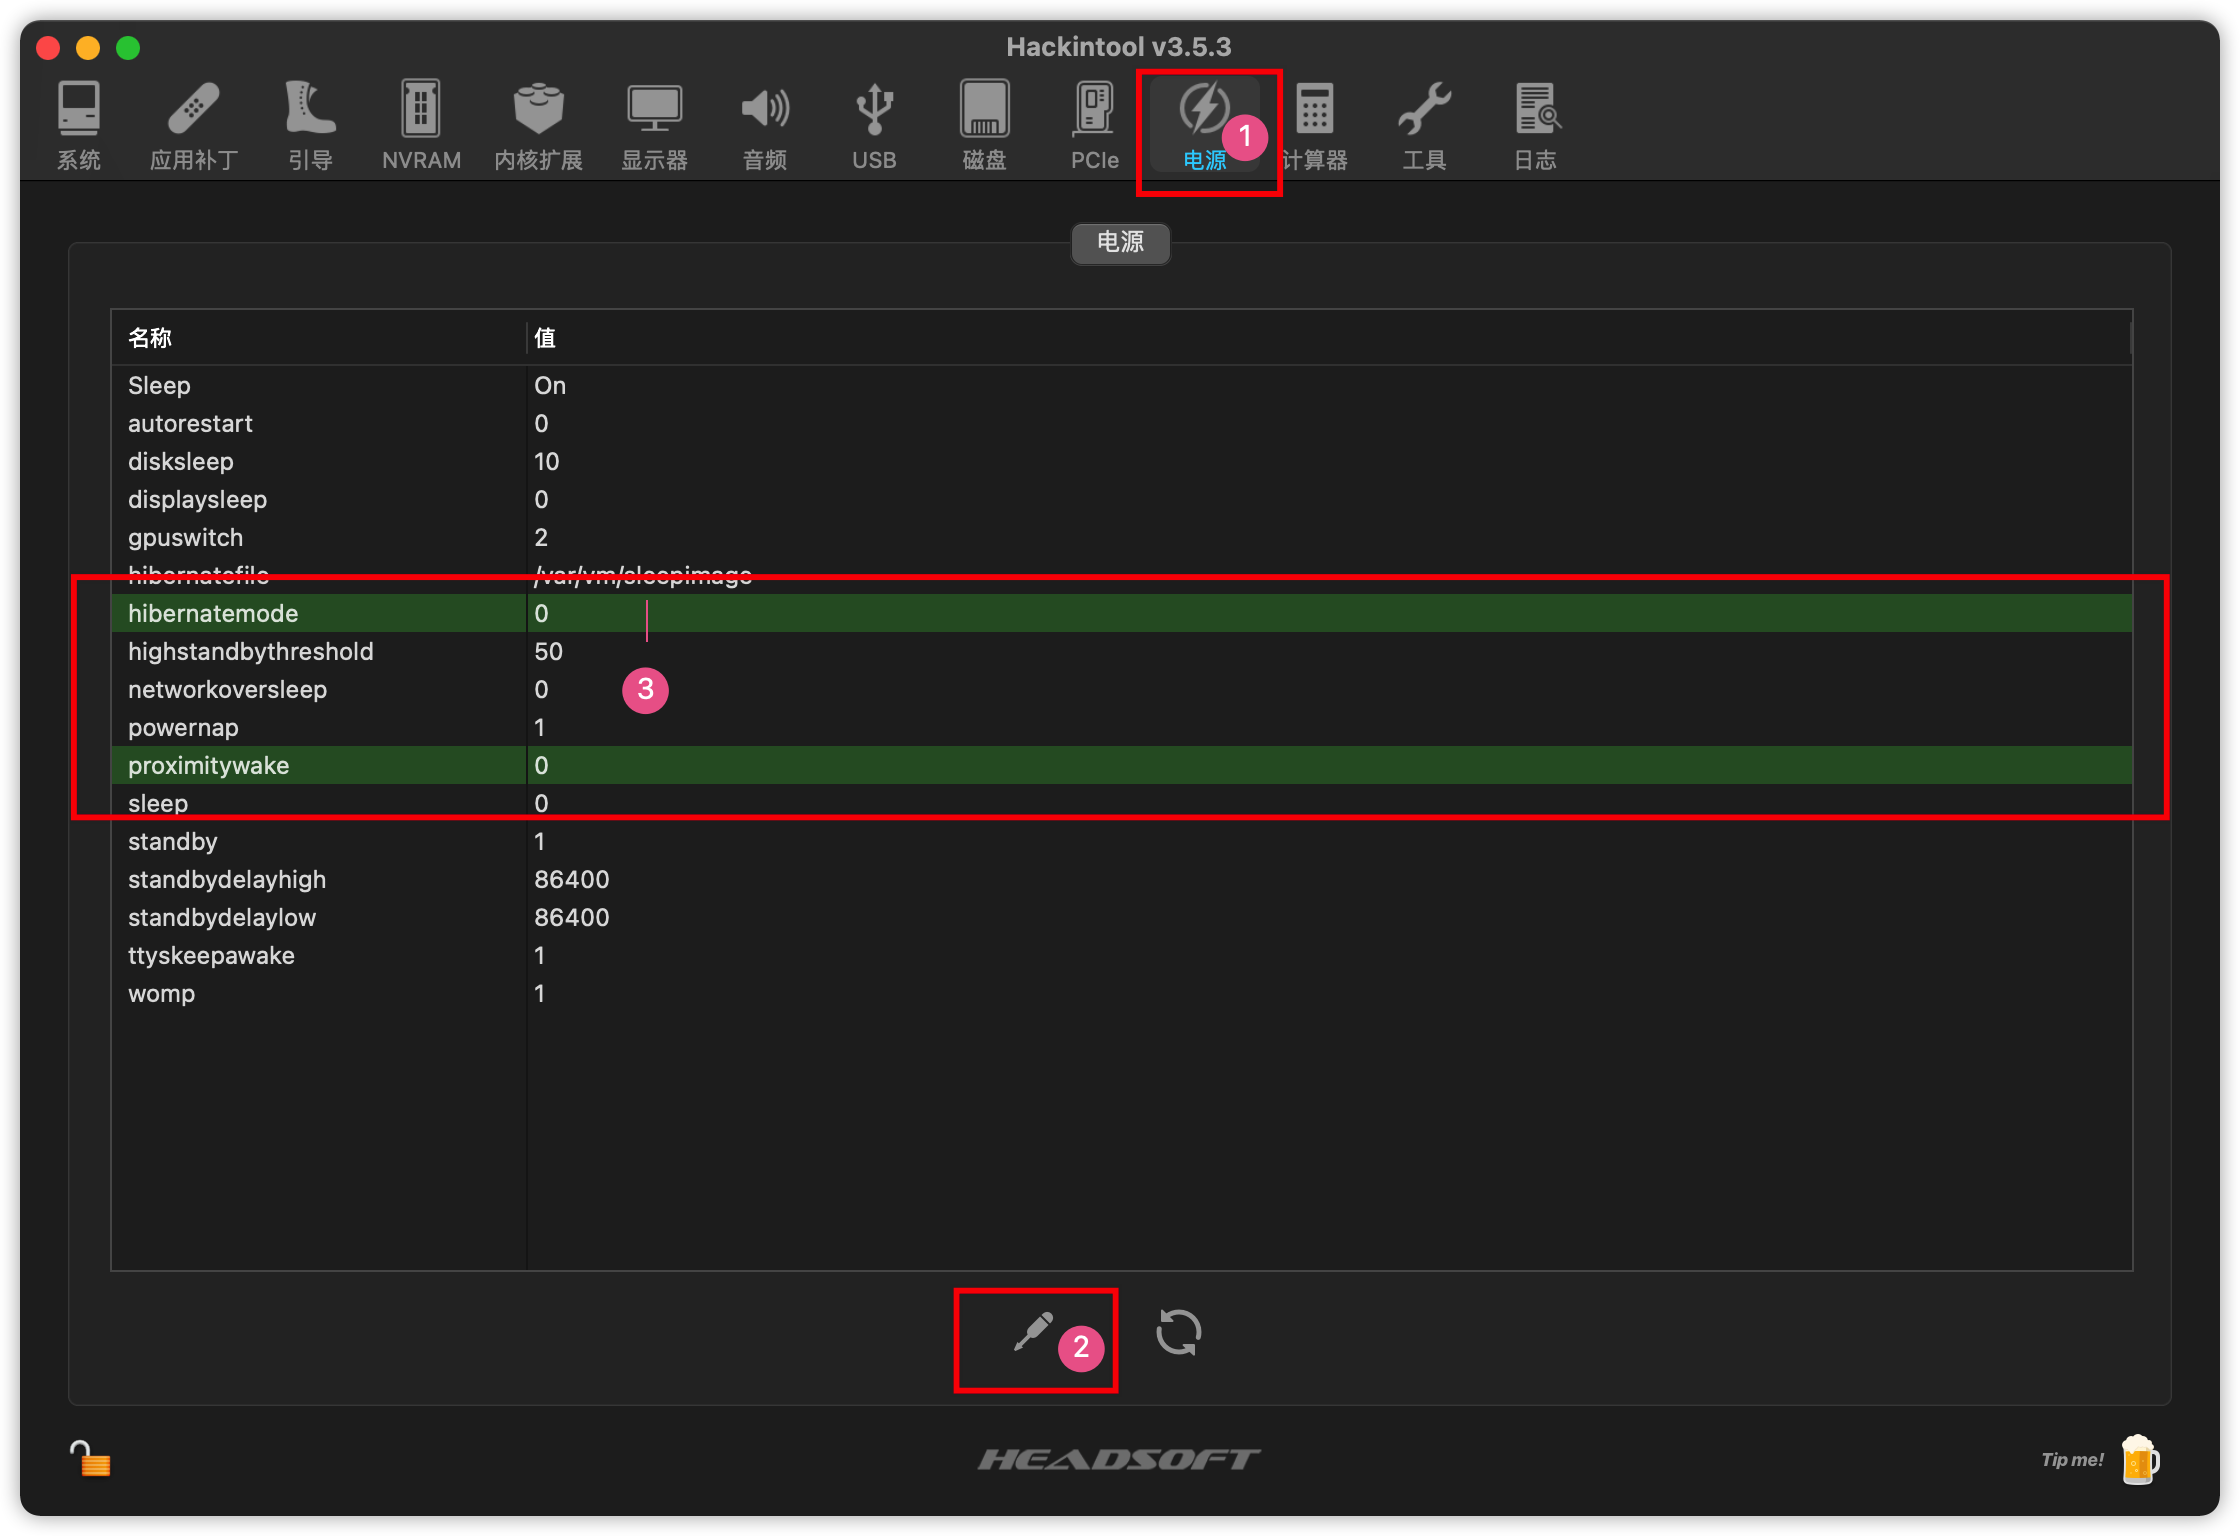 Hackintool v3.5.3
系统 应用补丁 引导 NVRAM 内核扩展 显示器 音频 USB 磁盘 PCIe 电源 计算器 工具 日志
1
电源
名称 值
Sleep On
autorestart 0
disksleep 10
displaysleep 0
gpuswitch 2
hibernatefile /var/vm/sleepimage
hibernatemode 0
highstandbythreshold 50
networkoversleep 0
3
powernap 1
proximitywake 0
sleep 0
standby 1
standbydelayhigh 86400
standbydelaylow 86400
ttyskeepawake 1
womp 1
2
HEADSOFT
Tip me!